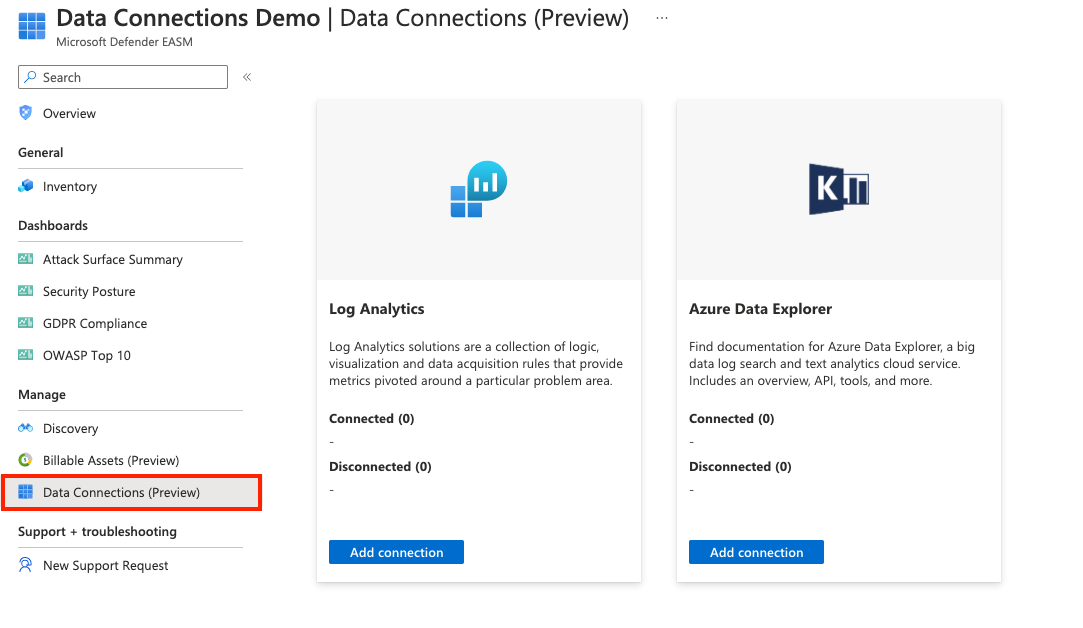 Data Connections Demo | Data Connections (Preview) ...
Microsoft Defender EASM
Search
«
Overview
General
Inventory
Dashboards
Attack Surface Summary
Security Posture
GDPR Compliance
OWASP Top 10
Manage
Discovery
Billable Assets (Preview)
Data Connections (Preview)
Support + troubleshooting
New Support Request
Log Analytics
Log Analytics solutions are a collection of logic,
visualization and data acquisition rules that provide
metrics pivoted around a particular problem area.
Connected (0)
-
Disconnected (0)
-
Add connection
K
Azure Data Explorer
Find documentation for Azure Data Explorer, a big
data log search and text analytics cloud service.
Includes an overview, API, tools, and more.
Connected (0)
-
Disconnected (0)
-
Add connection